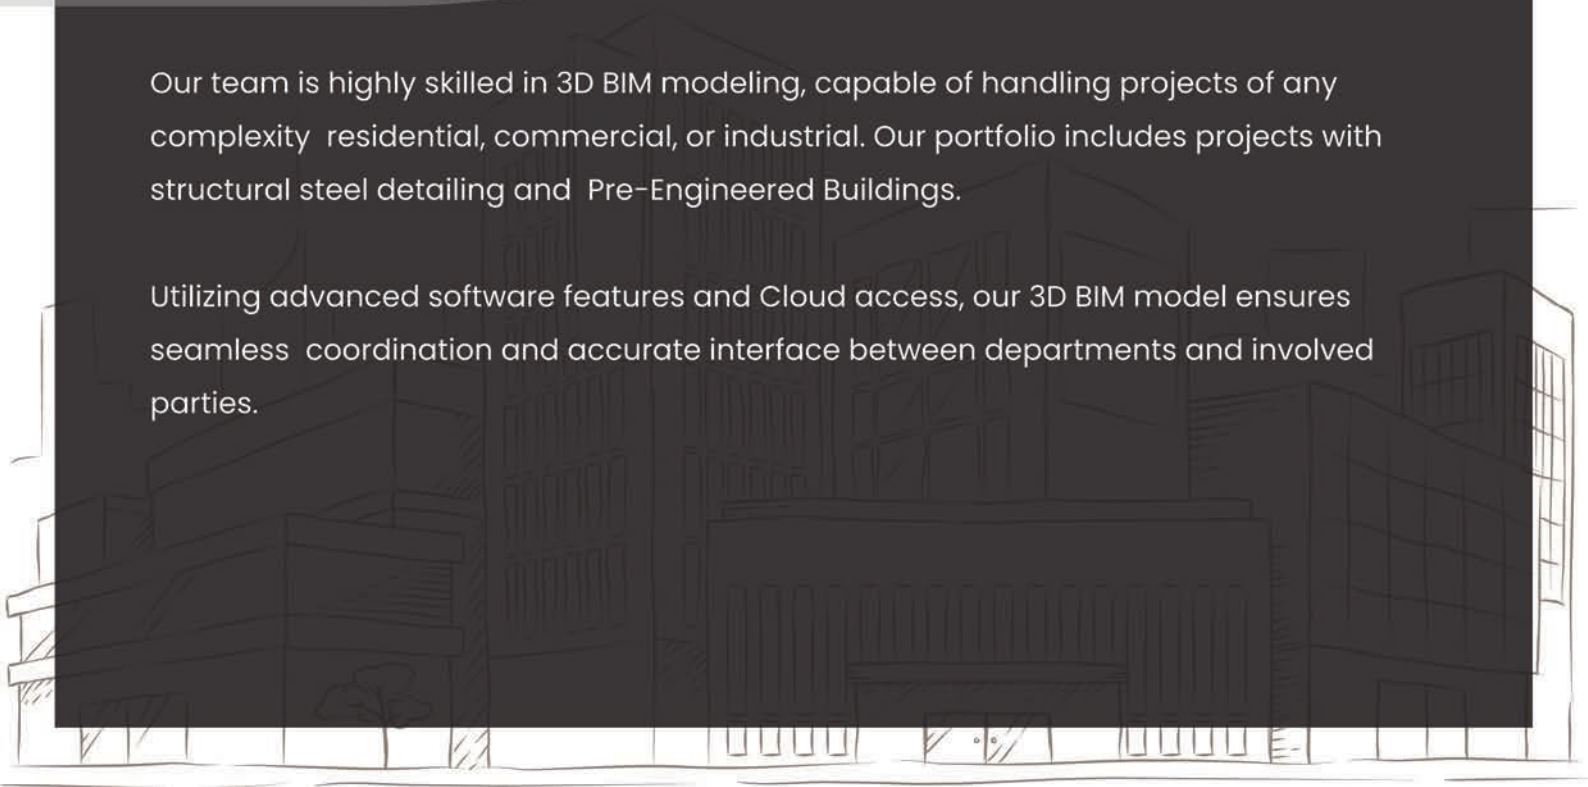 Our team is highly skilled in 3D BIM modeling, capable of handling projects of any
complexity  residential, commercial, or industrial. Our portfolio includes projects with
structural steel detailing and  Pre-Engineered Buildings.
Utilizing advanced software features and Cloud access, our 3D BIM model ensures
seamless  coordination and accurate interface between departments and involved
parties.